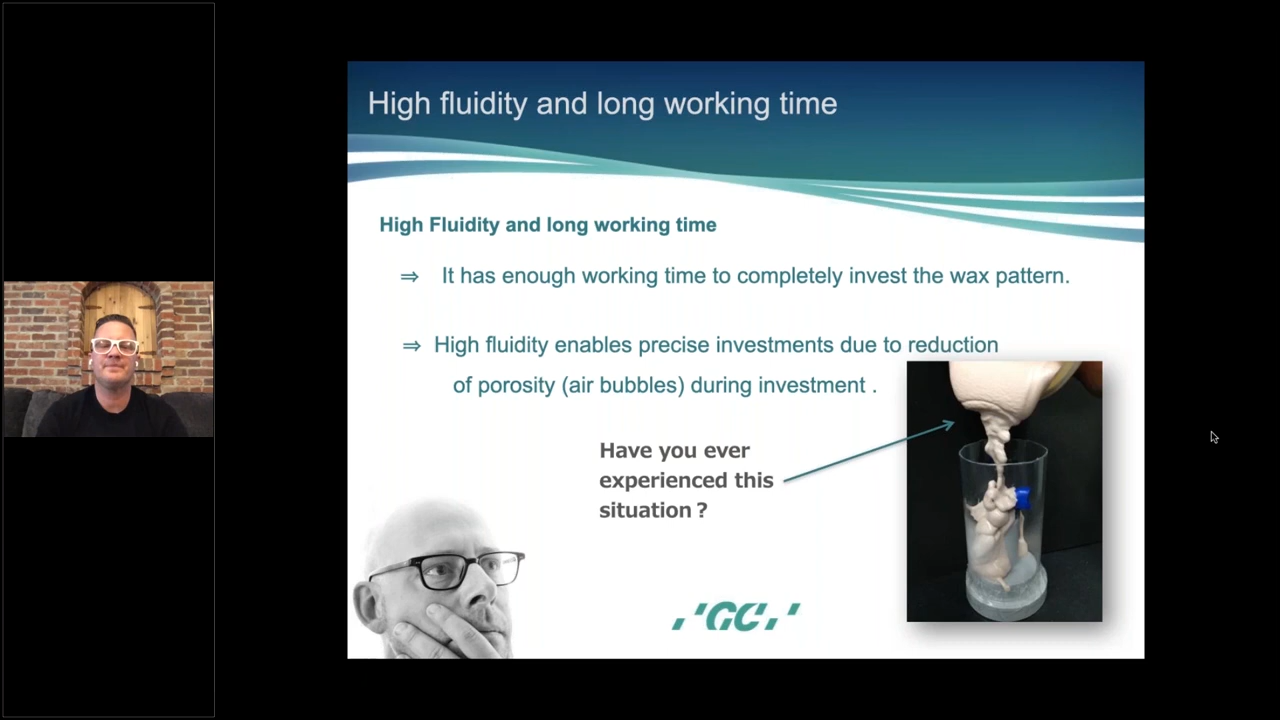 High fluidity and long working time
High Fluidity and long working time
⇒ It has enough working time to completely invest the wax pattern.
⇒ High fluidity enables precise investments due to reduction
of porosity (air bubbles) during investment .
Have you ever
experienced this
situation ?
GC